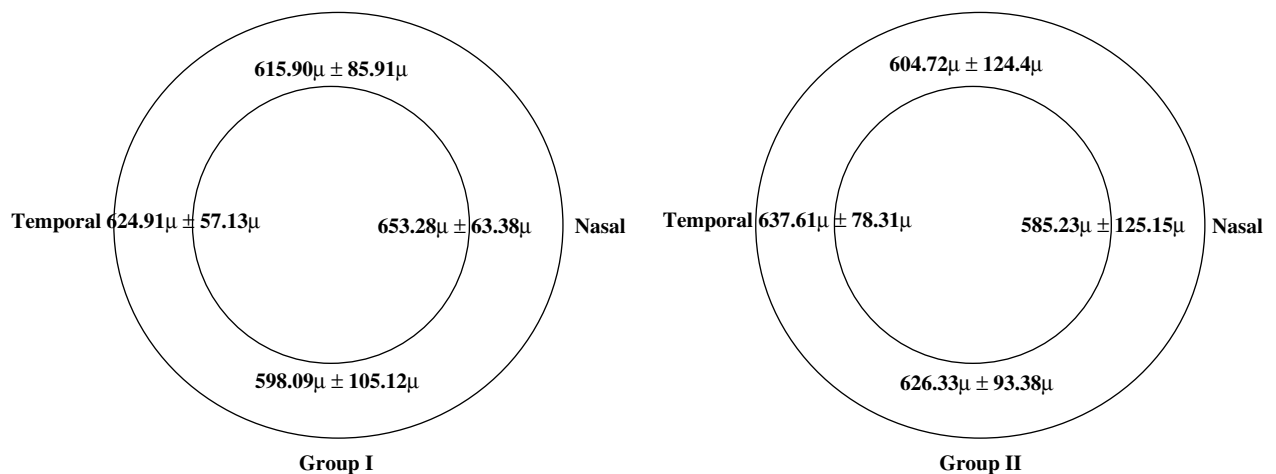 615.90μ ± 85.91μ
Temporal 624.91μ ± 57.13μ
653.28μ ± 63.38μ Nasal
598.09μ ± 105.12μ
Group I
604.72μ ± 124.4μ
Temporal 637.61μ ± 78.31μ
585.23μ ± 125.15μ Nasal
626.33μ ± 93.38μ
Group II